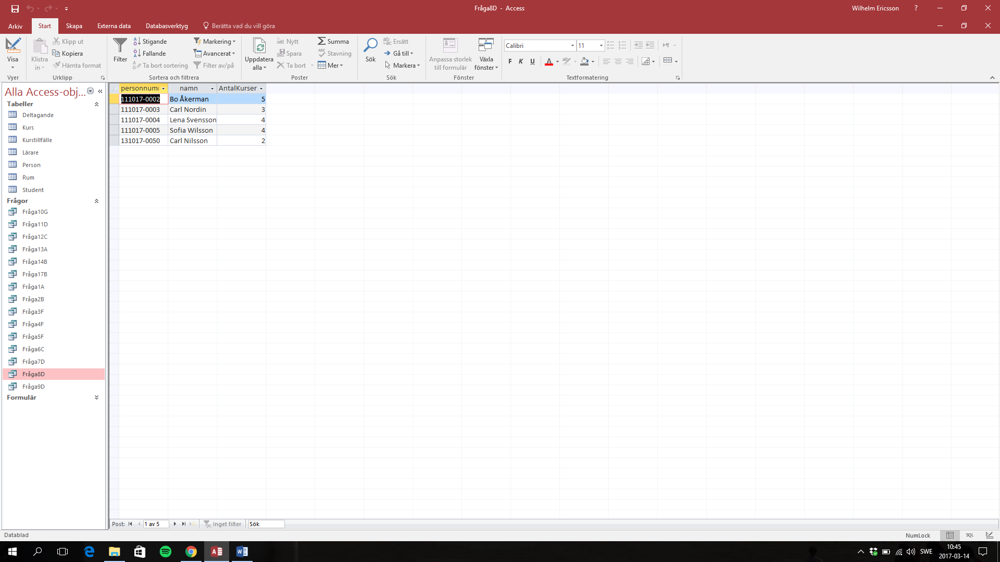 Fråga8D - Access
Wilhelm Ericsson
?
Arkiv Start Skapa Externa data Databasverktyg Berätta vad du vill göra
Visa
Vyer
Klistra in
Klipp ut
Kopiera
Hämta format
Urklipp
Filter
Stigande
Fallande
Ta bort sortering
Markering
Avancerat
Filter av/på
Sortera och filtrera
Uppdatera alla
Nytt
Spara
Ta bort
Summa
Stavning
Mer
Poster
Sök
Ersätt
Gå till
Markera
Sök
Anpassa storlek till formulär
Växla fönster
Fönster
Calibri 11
F K U
Textformatering
Alla Access-obj...
Tabeller
Deltagande
Kurs
Kurstillfälle
Lärare
Person
Rum
Student
Frågor
Fråga10G
Fråga11D
Fråga12C
Fråga13A
Fråga14B
Fråga17B
Fråga1A
Fråga2B
Fråga3F
Fråga4F
Fråga5F
Fråga6C
Fråga7D
Fråga8D
Fråga9D
Formulär
personnum namn AntalKurser
111017-0002 Bo Åkerman 5
111017-0003 Carl Nordin 3
111017-0004 Lena Svensson 4
111017-0005 Sofia Wilsson 4
131017-0050 Carl Nilsson 2
Post: 1 av 5 Inget filter Sök
Datablad NumLock SQL
SWE 10:45
2017-03-14